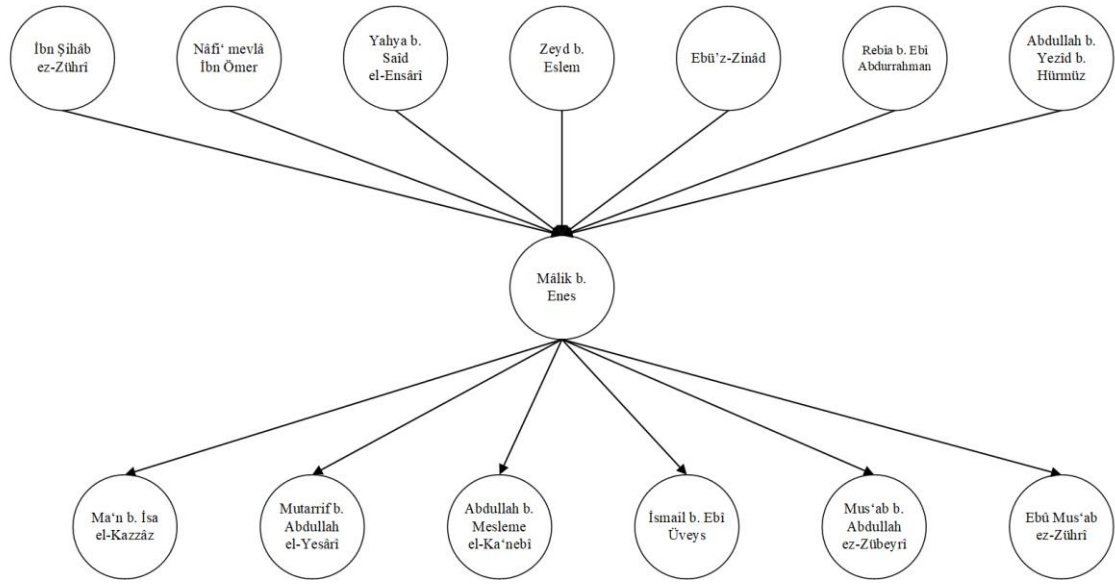 İbn Şihâb
ez-Zührî
Nâfi‘ mevlâ
İbn Ömer
Yahya b.
Saîd
el-Ensârî
Zeyd b.
Eslem
Ebü’z-Zinâd
Rebîa b. Ebî
Abdurrahman
Abdullah b.
Yezîd b.
Hürmüz
Mâlik b.
Enes
Ma‘n b. İsa
el-Kazzâz
Mutarrif b.
Abdullah
el-Yesârî
Abdullah b.
Mesleme
el-Ka‘nebî
İsmail b. Ebî
Üveys
Mus‘ab b.
Abdullah
ez-Zübeyrî
Ebû Mus‘ab
ez-Zührî